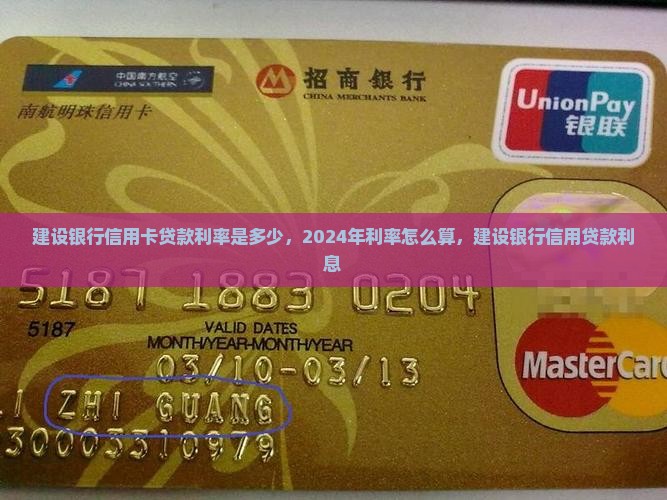 中国南方航空
CHINA SOUTHERN
招商銀行
CHINA MERCHANTS BANK
UnionPay
银联
南航明珠信用卡
建设银行信用卡贷款利率是多少，2024年利率怎么算，建设银行信用贷款利
息
5187 1883 0204
5187
VALID DATES
MONTH/YEAR-MONTH/YEAR
03/10-03/13
MasterCard
ZHI GUANG
30003310979